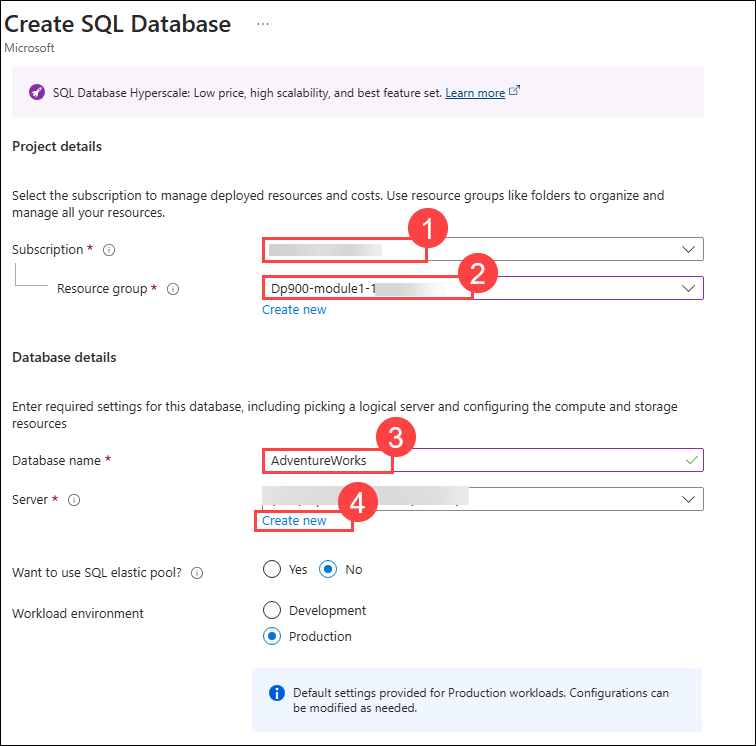 Create SQL Database ...
Microsoft
SQL Database Hyperscale: Low price, high scalability, and best feature set. Learn more
Project details
Select the subscription to manage deployed resources and costs. Use resource groups like folders to organize and
manage all your resources.
1
Subscription *
2
Resource group * Dp900-module1-1
Create new
Database details
Enter required settings for this database, including picking a logical server and configuring the compute and storage
resources
3
Database name * AdventureWorks
Server *
4
Create new
Want to use SQL elastic pool? Yes No
Workload environment Development
Production
Default settings provided for Production workloads. Configurations can
be modified as needed.